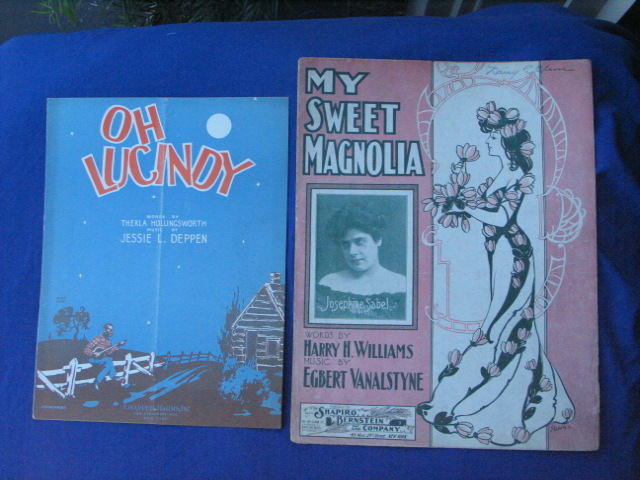 OH
LUCINDY
WORDS BY
THEKLA HOLLINGSWORTH
MUSIC BY
JESSIE L. DEPPEN
MY
SWEET
MAGNOLIA
Josephine Sabel
WORDS BY
HARRY H. WILLIAMS
MUSIC BY
EGBERT VANALSTYNE
SHAPIRO
BERNSTEIN
AND COMPANY
NEW YORK